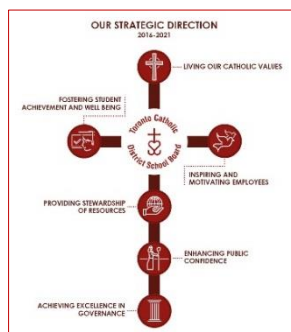 OUR STRATEGIC DIRECTION
2016-2021
LIVING OUR CATHOLIC VALUES
FOSTERING STUDENT
ACHIEVEMENT AND WELL BEING
Toronto Catholic
District School Board
INSPIRING AND
MOTIVATING EMPLOYEES
PROVIDING STEWARDSHIP
OF RESOURCES
ENHANCING PUBLIC
CONFIDENCE
ACHIEVING EXCELLENCE IN
GOVERNANCE